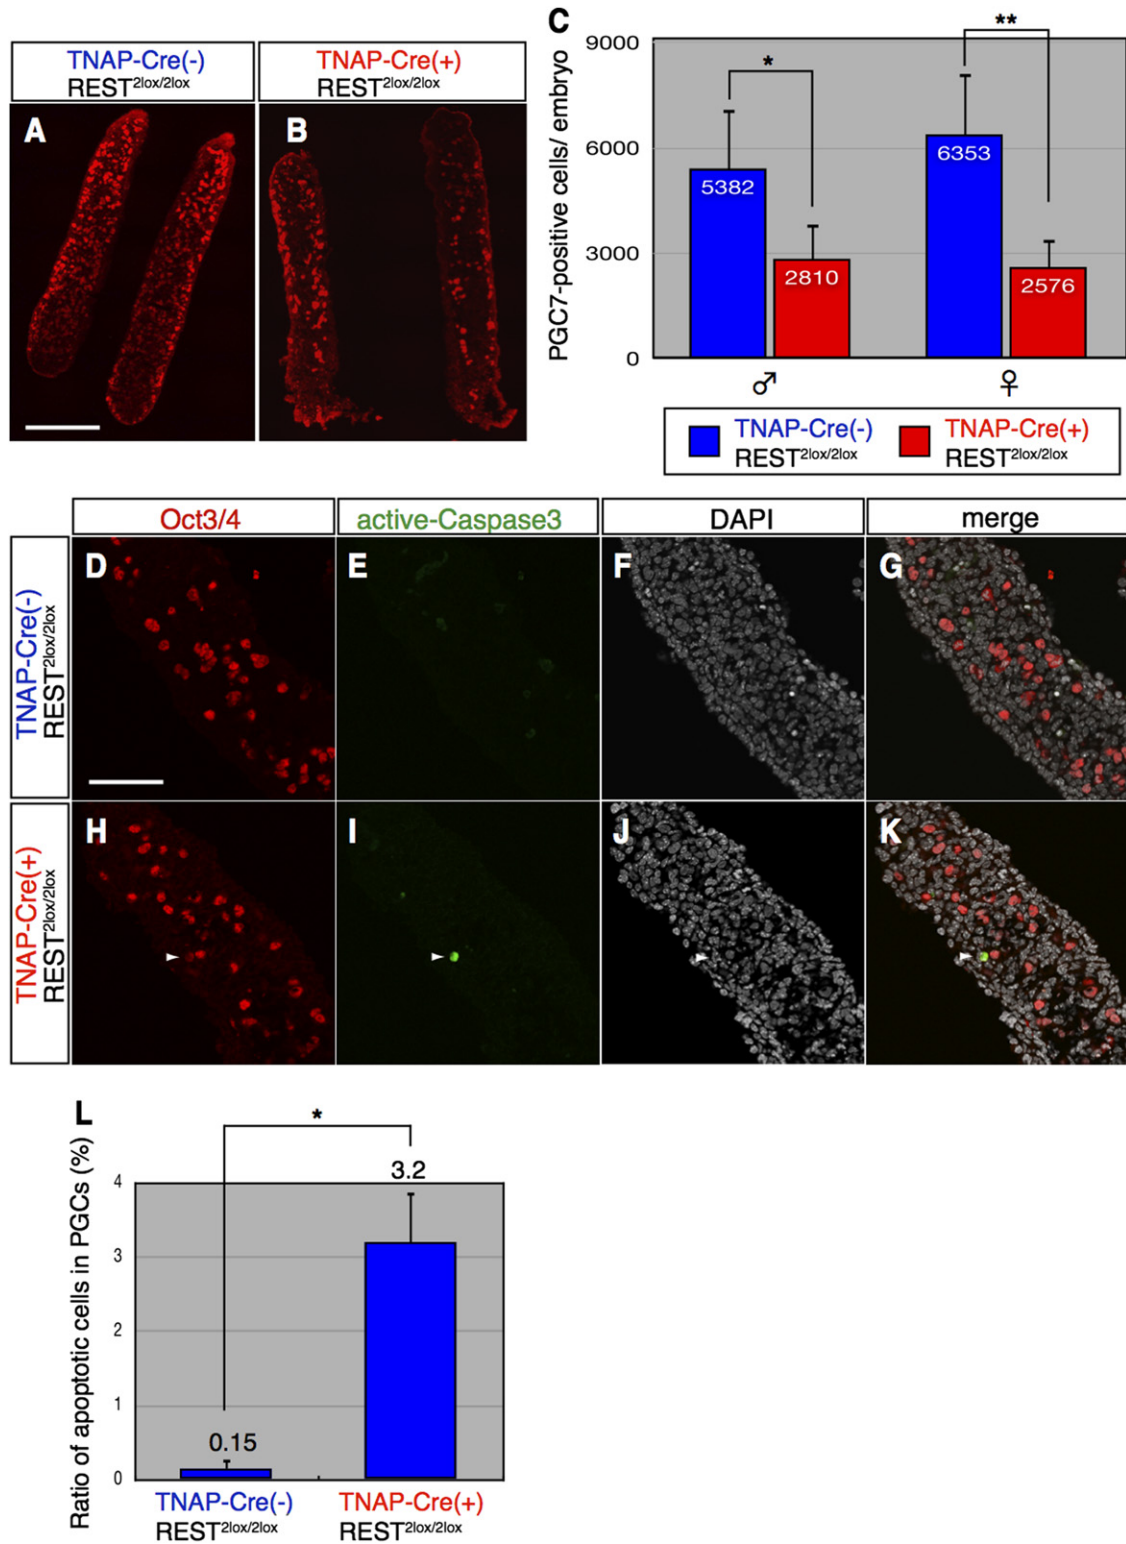 TNAP-Cre(-)
REST2lox/2lox
TNAP-Cre(+)
REST2lox/2lox
A
B
C
PGC7-positive cells/ embryo
9000
6000
3000
0
*
**
5382
2810
6353
2576
♂
♀
TNAP-Cre(-)
REST2lox/2lox
TNAP-Cre(+)
REST2lox/2lox
Oct3/4
active-Caspase3
DAPI
merge
TNAP-Cre(-)
REST2lox/2lox
D
E
F
G
TNAP-Cre(+)
REST2lox/2lox
H
I
J
K
L
Ratio of apoptotic cells in PGCs (%)
4
3
2
1
0
*
3.2
0.15
TNAP-Cre(-)
REST2lox/2lox
TNAP-Cre(+)
REST2lox/2lox